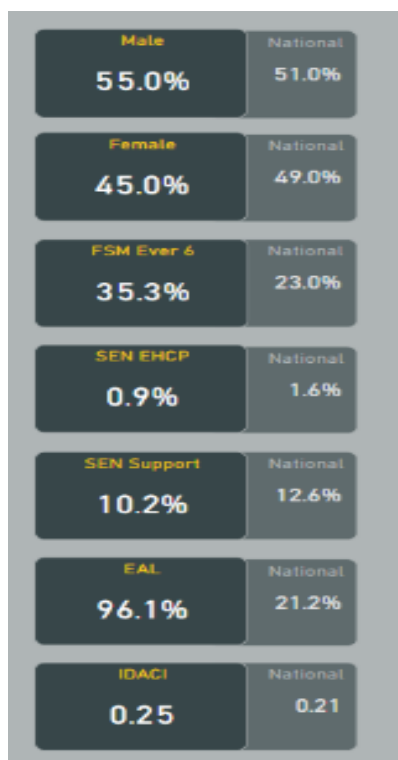 Male National
55.0% 51.0%
Female National
45.0% 49.0%
FSM Ever 6 National
35.3% 23.0%
SEN EHCP National
0.9% 1.6%
SEN Support National
10.2% 12.6%
EAL National
96.1% 21.2%
IDACI National
0.25 0.21